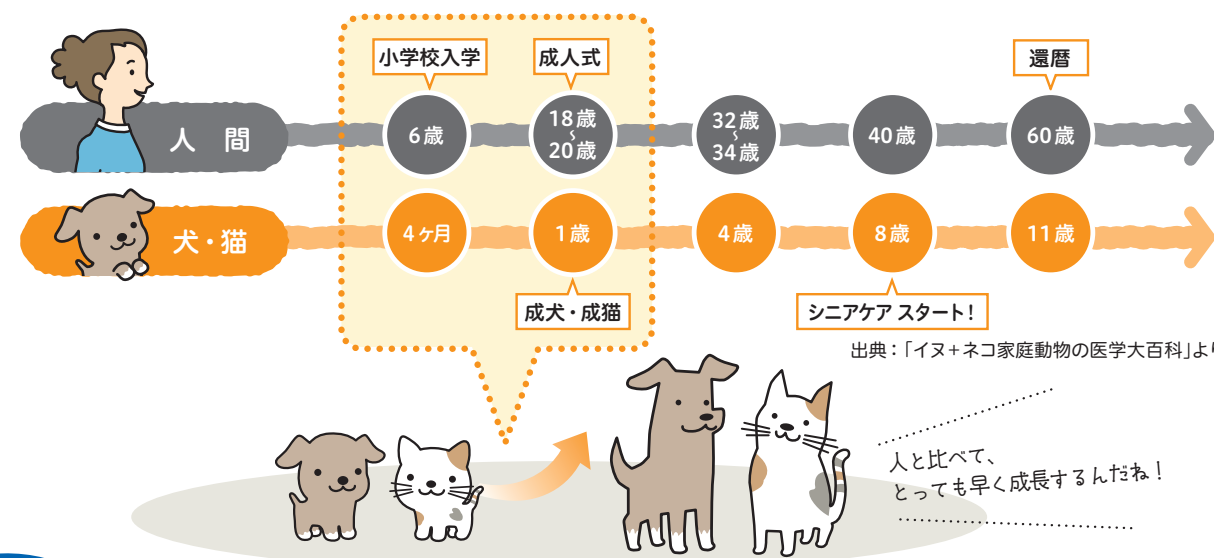 小学校入学
成人式
還暦
人間
6歳
18歳
〜
20歳
32歳
〜
34歳
40歳
60歳
犬・猫
4ヶ月
1歳
4歳
8歳
11歳
成犬・成猫
シニアケア スタート!
出典:「イヌ+ネコ家庭動物の医学大百科」より
人と比べて、
とっても早く成長するんだね!